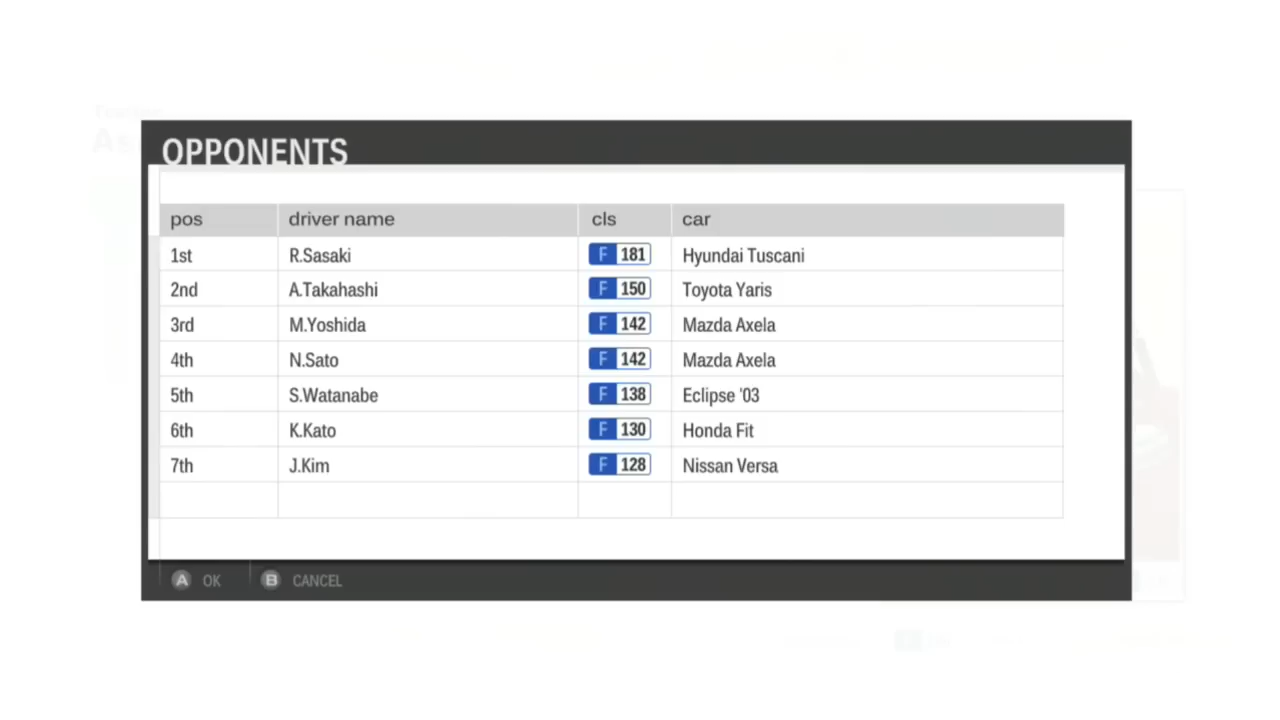 OPPONENTS
pos driver name cls car
1st R.Sasaki F 181 Hyundai Tuscani
2nd A.Takahashi F 150 Toyota Yaris
3rd M.Yoshida F 142 Mazda Axela
4th N.Sato F 142 Mazda Axela
5th S.Watanabe F 138 Eclipse '03
6th K.Kato F 130 Honda Fit
7th J.Kim F 128 Nissan Versa
A OK B CANCEL